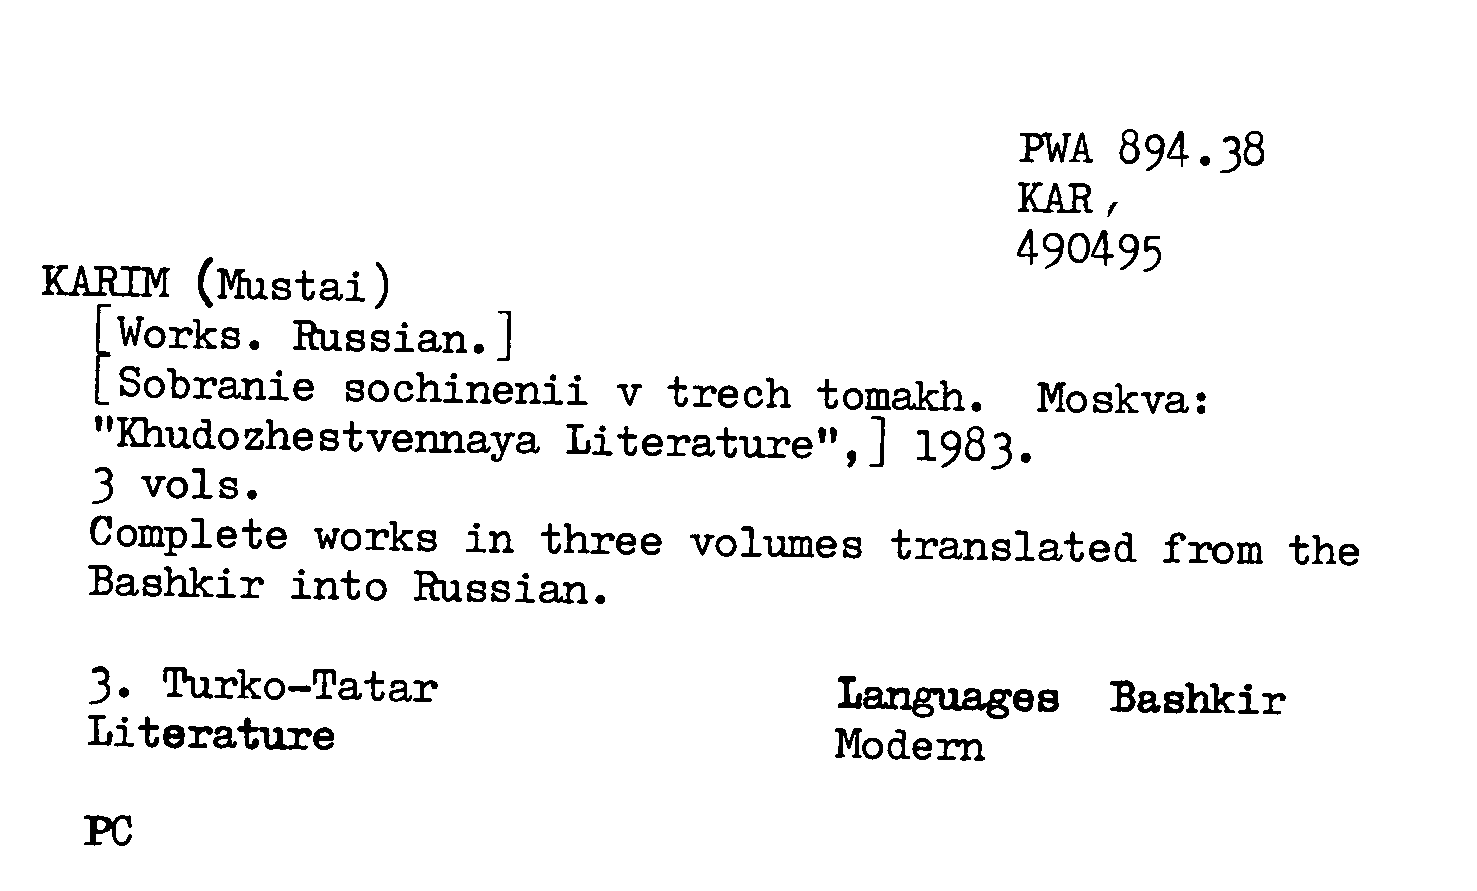 PWA 894.38
KAR,
490495
KARIM (Mustai)
[Works. Russian.]
[Sobranie sochinenii v trech tomakh. Moskva:
"Khudozhestvennaya Literature",] 1983.
3 vols.
Complete works in three volumes translated from the
Bashkir into Russian.
3. Turko-Tatar Languages Bashkir
Literature Modern
PC